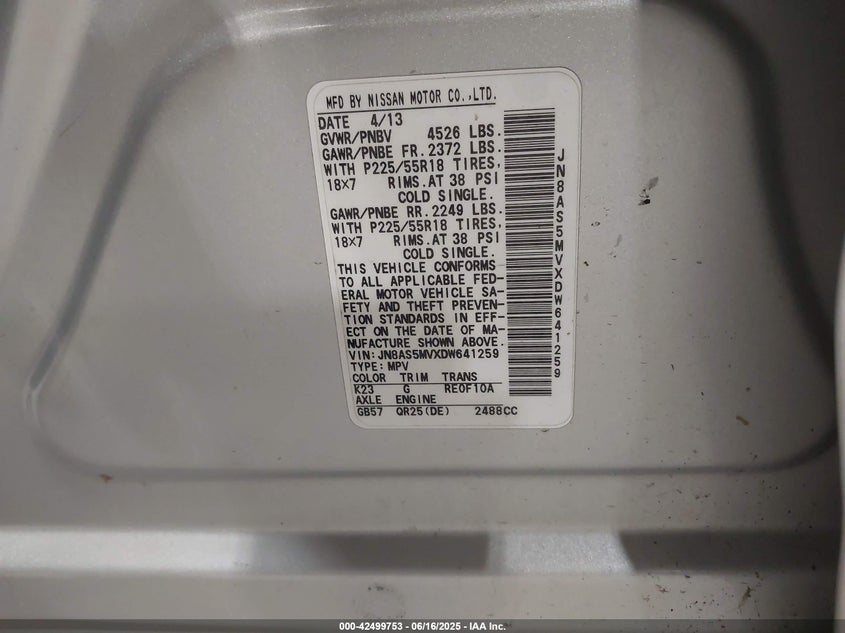 MFD BY NISSAN MOTOR CO.,LTD.
DATE 4/13
GVWR/PNBV 4526 LBS.
GAWR/PNBE FR. 2372 LBS.
WITH P225/55R18 TIRES,
18X7 RIMS.AT 38 PSI
COLD SINGLE.
GAWR/PNBE RR. 2249 LBS.
WITH P225/55R18 TIRES,
18X7 RIMS.AT 38 PSI
COLD SINGLE.
THIS VEHICLE CONFORMS
TO ALL APPLICABLE FED-
ERAL MOTOR VEHICLE SA-
FETY AND THEFT PREVEN-
TION STANDARDS IN EFF-
ECT ON THE DATE OF MA-
NUFACTURE SHOWN ABOVE.
VIN: JN8AS5MVXDW641259
TYPE: MPV
COLOR TRIM TRANS
K23 G RE0F10A
AXLE ENGINE
GB57 QR25(DE) 2488CC
JN8AS5MVXDW641259
000-42499753 - 06/16/2025 - IAA Inc.